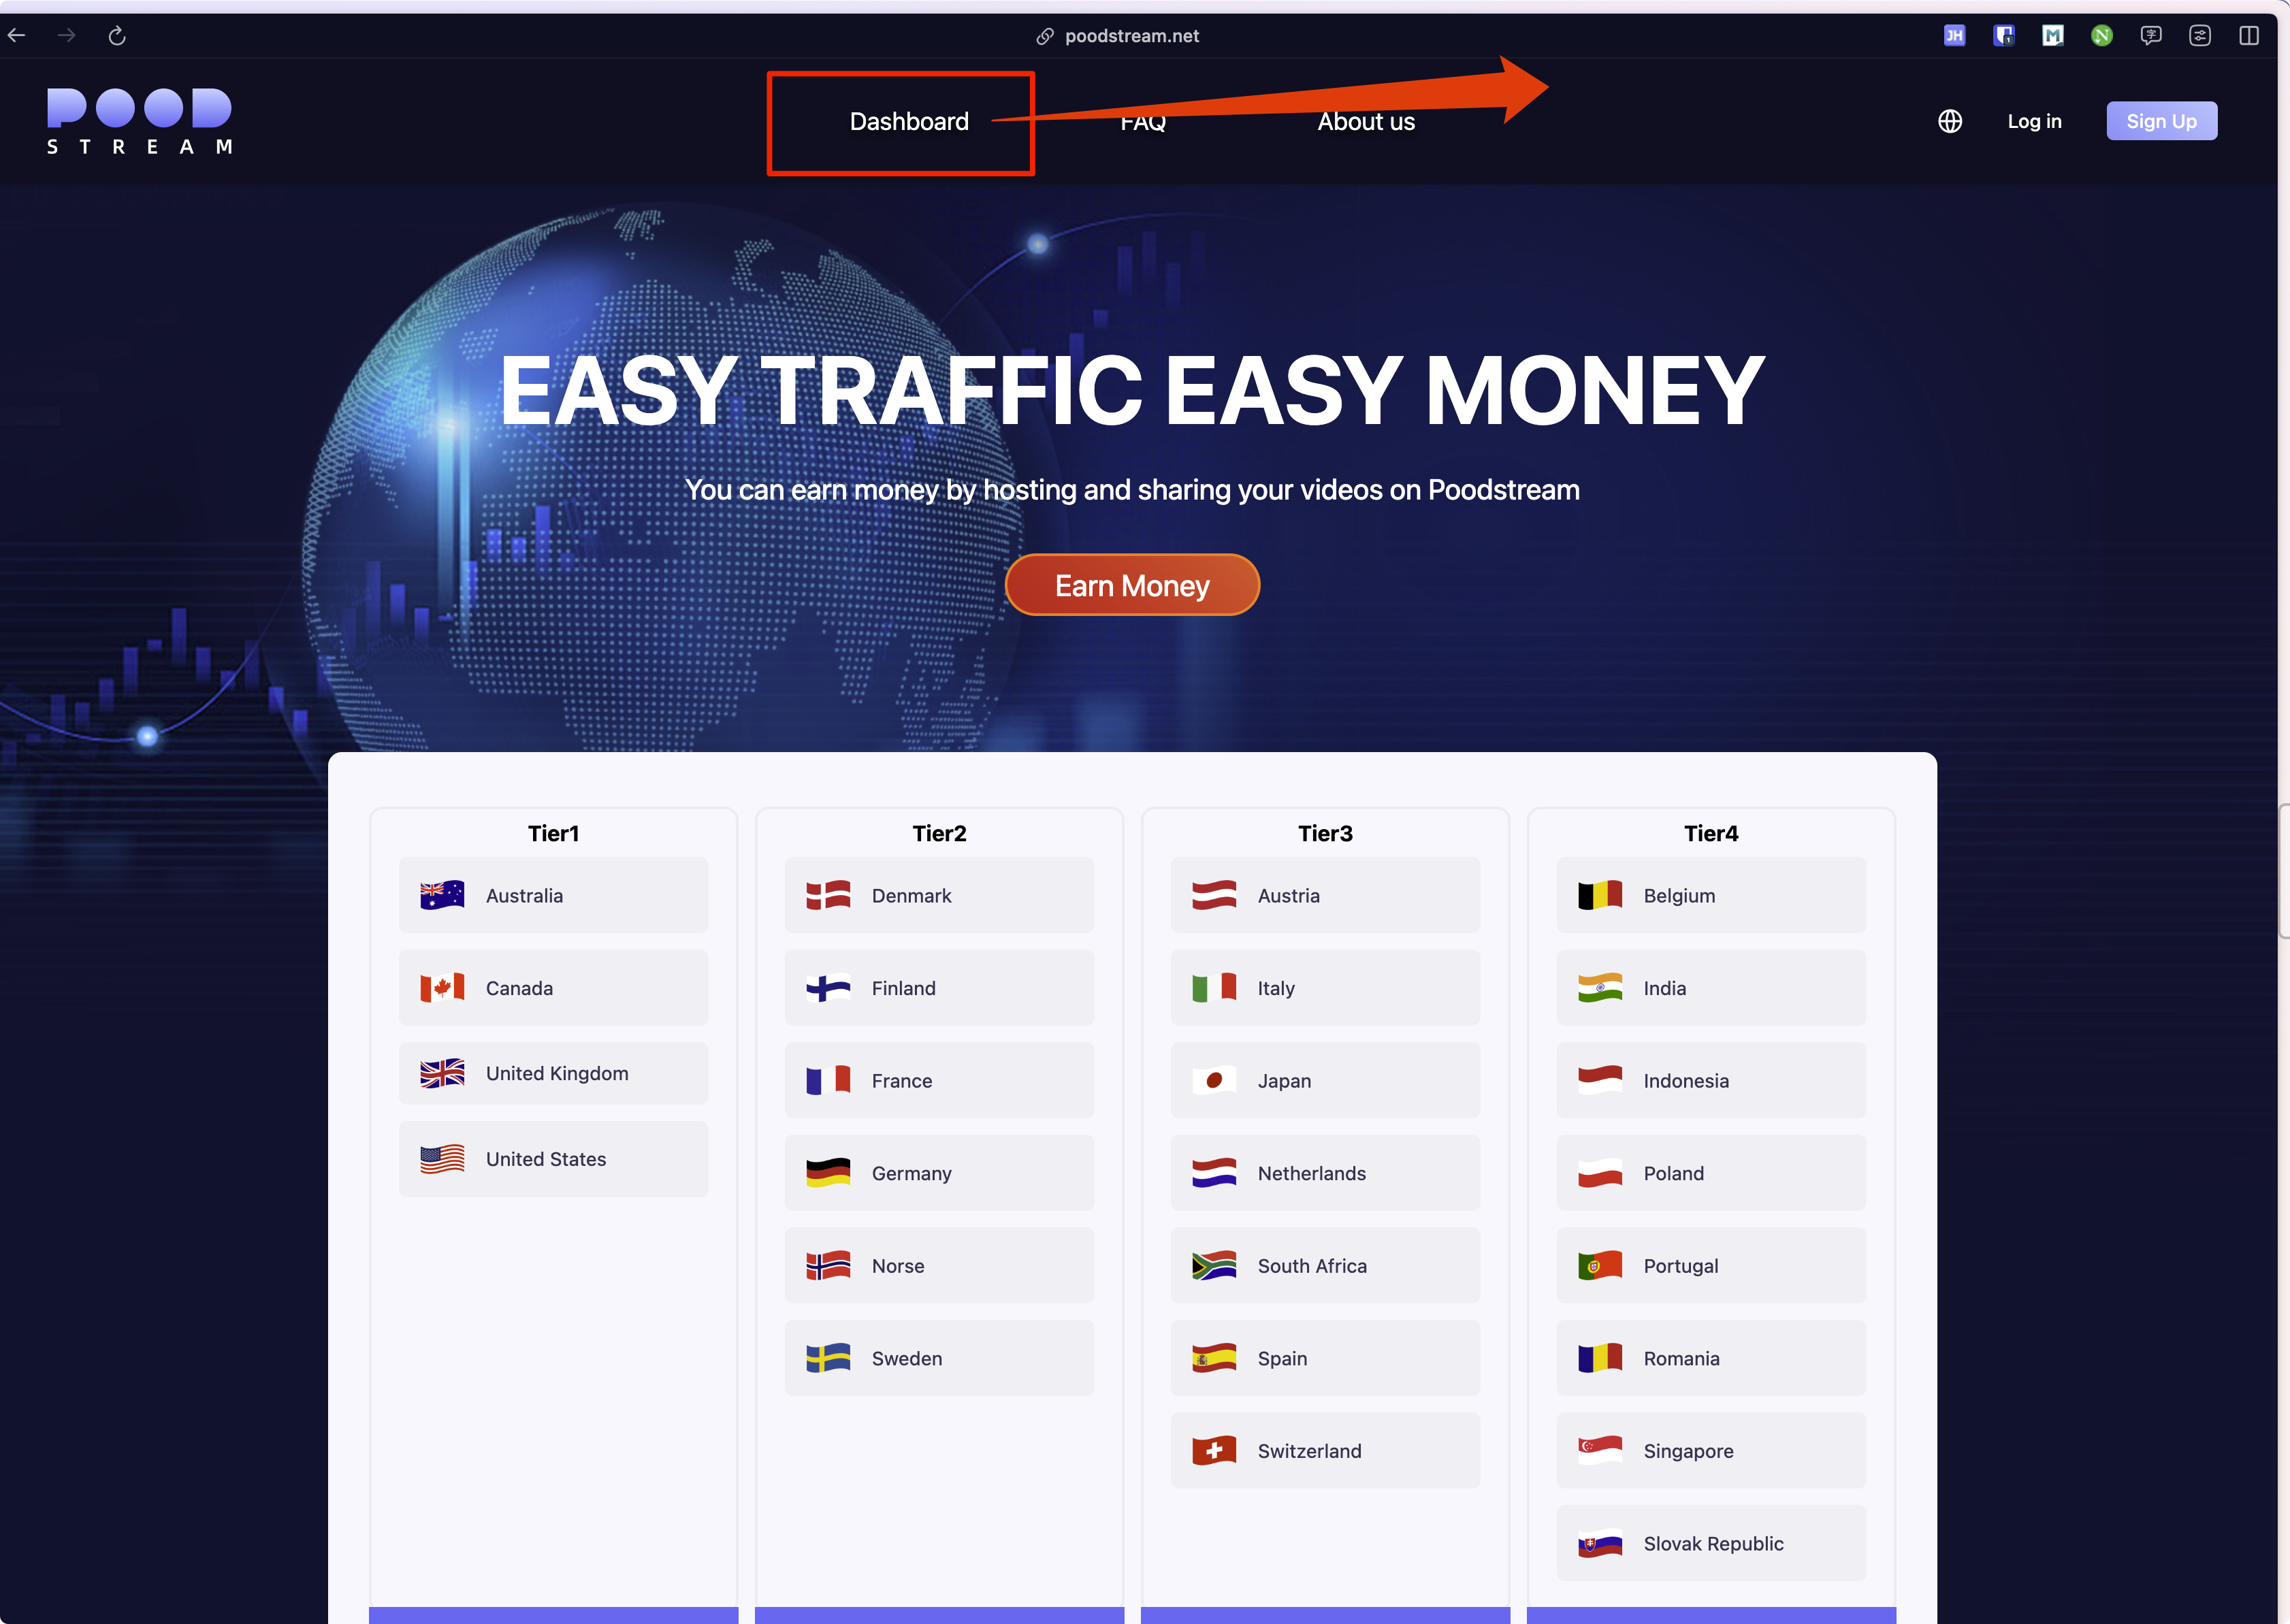 poodstream.net
JH
1
M
N
字
POOD
STREAM
Dashboard
FAQ
About us
Log in
Sign Up
EASY TRAFFIC EASY MONEY
You can earn money by hosting and sharing your videos on Poodstream
Earn Money
Tier1
Australia
Canada
United Kingdom
United States
Tier2
Denmark
Finland
France
Germany
Norse
Sweden
Tier3
Austria
Italy
Japan
Netherlands
South Africa
Spain
Switzerland
Tier4
Belgium
India
Indonesia
Poland
Portugal
Romania
Singapore
Slovak Republic